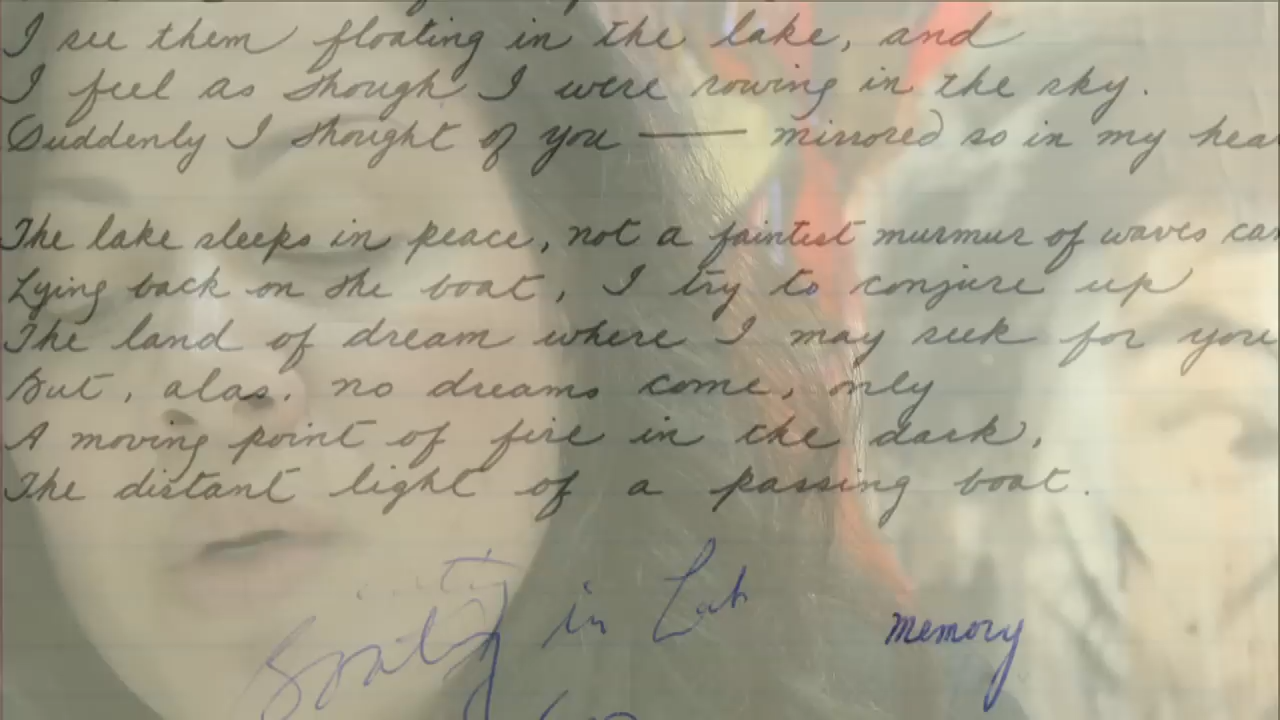 I see them floating in the lake, and
I feel as though I were rowing in the sky.
Suddenly I thought of you — mirrored so in my hea
The lake sleeps in peace, not a faintest murmur of waves can
Lying back on the boat, I try to conjure up
The land of dream where I may seek for you
But, alas, no dreams come, only
A moving point of fire in the dark,
The distant light of a passing boat.
in
Memory